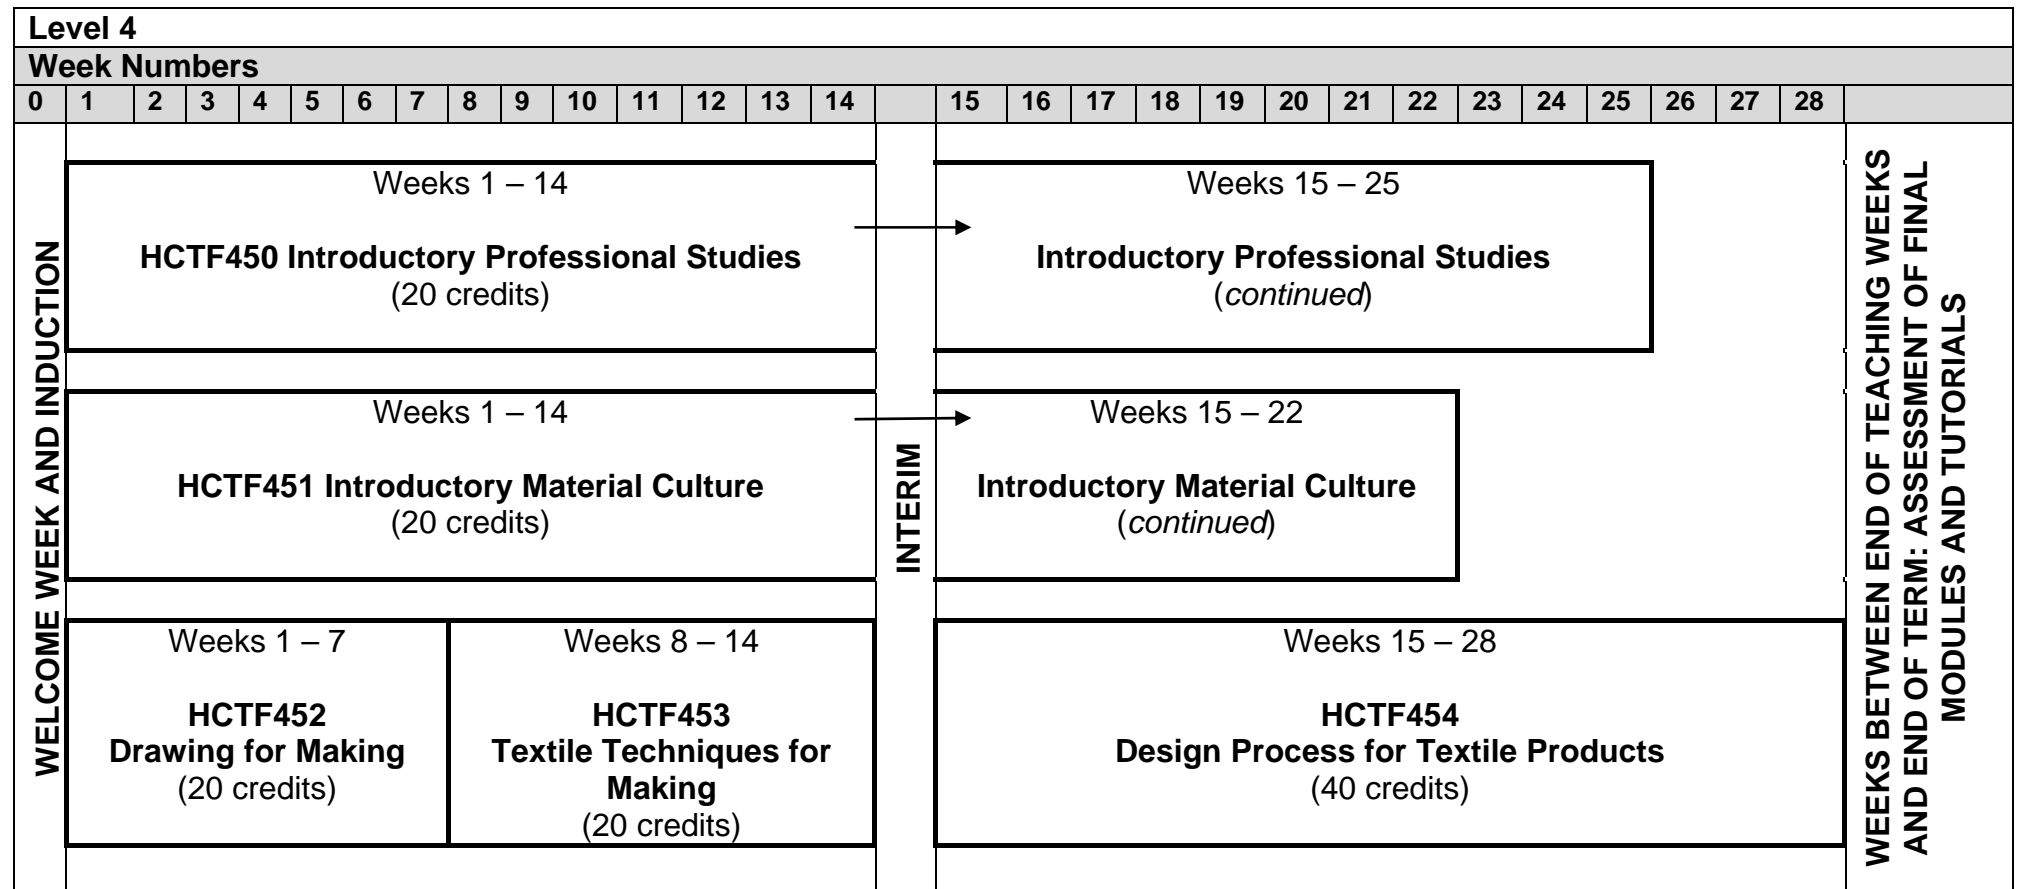 Level 4
Week Numbers
0 1 2 3 4 5 6 7 8 9 10 11 12 13 14 15 16 17 18 19 20 21 22 23 24 25 26 27 28
WELCOME WEEK AND INDUCTION
Weeks 1 – 14
HCTF450 Introductory Professional Studies
(20 credits)
Weeks 15 – 25
Introductory Professional Studies
(continued)
Weeks 1 – 14
HCTF451 Introductory Material Culture
(20 credits)
INTERIM
Weeks 15 – 22
Introductory Material Culture
(continued)
Weeks 1 – 7
HCTF452
Drawing for Making
(20 credits)
Weeks 8 – 14
HCTF453
Textile Techniques for
Making
(20 credits)
Weeks 15 – 28
HCTF454
Design Process for Textile Products
(40 credits)
WEEKS BETWEEN END OF TEACHING WEEKS
AND END OF TERM: ASSESSMENT OF FINAL
MODULES AND TUTORIALS